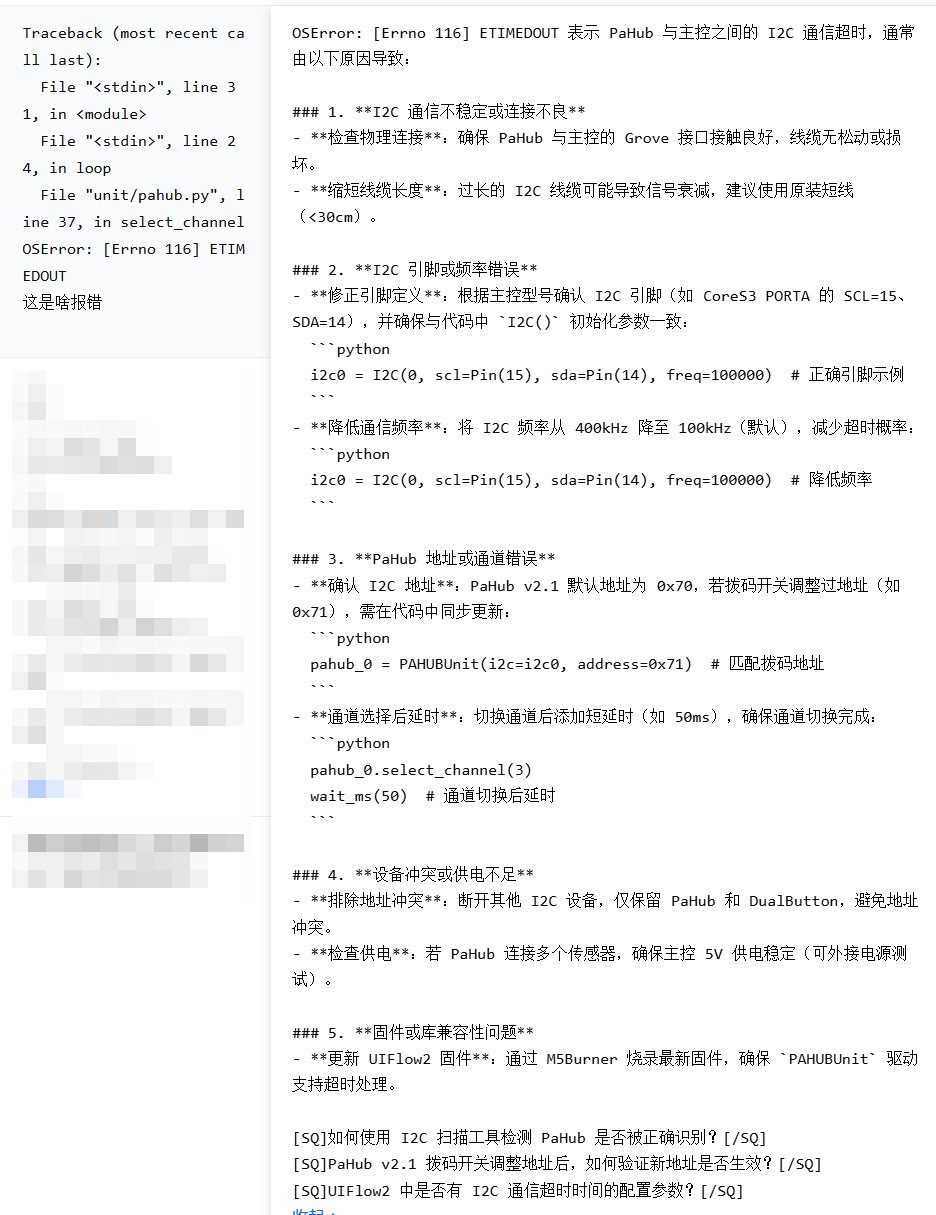 Traceback (most recent ca
ll last):
  File "<stdin>", line 3
1, in <module>
  File "<stdin>", line 2
4, in loop
  File "unit/pahub.py", l
ine 37, in select_channel
OSError: [Errno 116] ETIM
EDOUT
这是啥报错
OSError: [Errno 116] ETIMEDOUT 表示 PaHub 与主控之间的 I2C 通信超时，通常
由以下原因导致：
### 1. **I2C 通信不稳定或连接不良**
- **检查物理连接**：确保 PaHub 与主控的 Grove 接口接触良好，线缆无松动或损
坏。
- **缩短线缆长度**：过长的 I2C 线缆可能导致信号衰减，建议使用原装短线
（<30cm）。
### 2. **I2C 引脚或频率错误**
- **修正引脚定义**：根据主控型号确认 I2C 引脚（如 CoreS3 PORTA 的 SCL=15、
SDA=14），并确保与代码中 `I2C()` 初始化参数一致：
  ```python
  i2c0 = I2C(0, scl=Pin(15), sda=Pin(14), freq=100000)  # 正确引脚示例
  ```
- **降低通信频率**：将 I2C 频率从 400kHz 降至 100kHz（默认），减少超时概率：
  ```python
  i2c0 = I2C(0, scl=Pin(15), sda=Pin(14), freq=100000)  # 降低频率
  ```
### 3. **PaHub 地址或通道错误**
- **确认 I2C 地址**：PaHub v2.1 默认地址为 0x70，若拨码开关调整过地址（如
0x71），需在代码中同步更新：
  ```python
  pahub_0 = PAHUBUnit(i2c=i2c0, address=0x71)  # 匹配拨码地址
  ```
- **通道选择后延时**：切换通道后添加短延时（如 50ms），确保通道切换完成：
  ```python
  pahub_0.select_channel(3)
  wait_ms(50)  # 通道切换后延时
  ```
### 4. **设备冲突或供电不足**
- **排除地址冲突**：断开其他 I2C 设备，仅保留 PaHub 和 DualButton，避免地址
冲突。
- **检查供电**：若 PaHub 连接多个传感器，确保主控 5V 供电稳定（可外接电源测
试）。
### 5. **固件或库兼容性问题**
- **更新 UIFlow2 固件**：通过 M5Burner 烧录最新固件，确保 `PAHUBUnit` 驱动
支持超时处理。
[SQ]如何使用 I2C 扫描工具检测 PaHub 是否被正确识别？[/SQ]
[SQ]PaHub v2.1 拨码开关调整地址后，如何验证新地址是否生效？[/SQ]
[SQ]UIFlow2 中是否有 I2C 通信超时时间的配置参数？[/SQ]